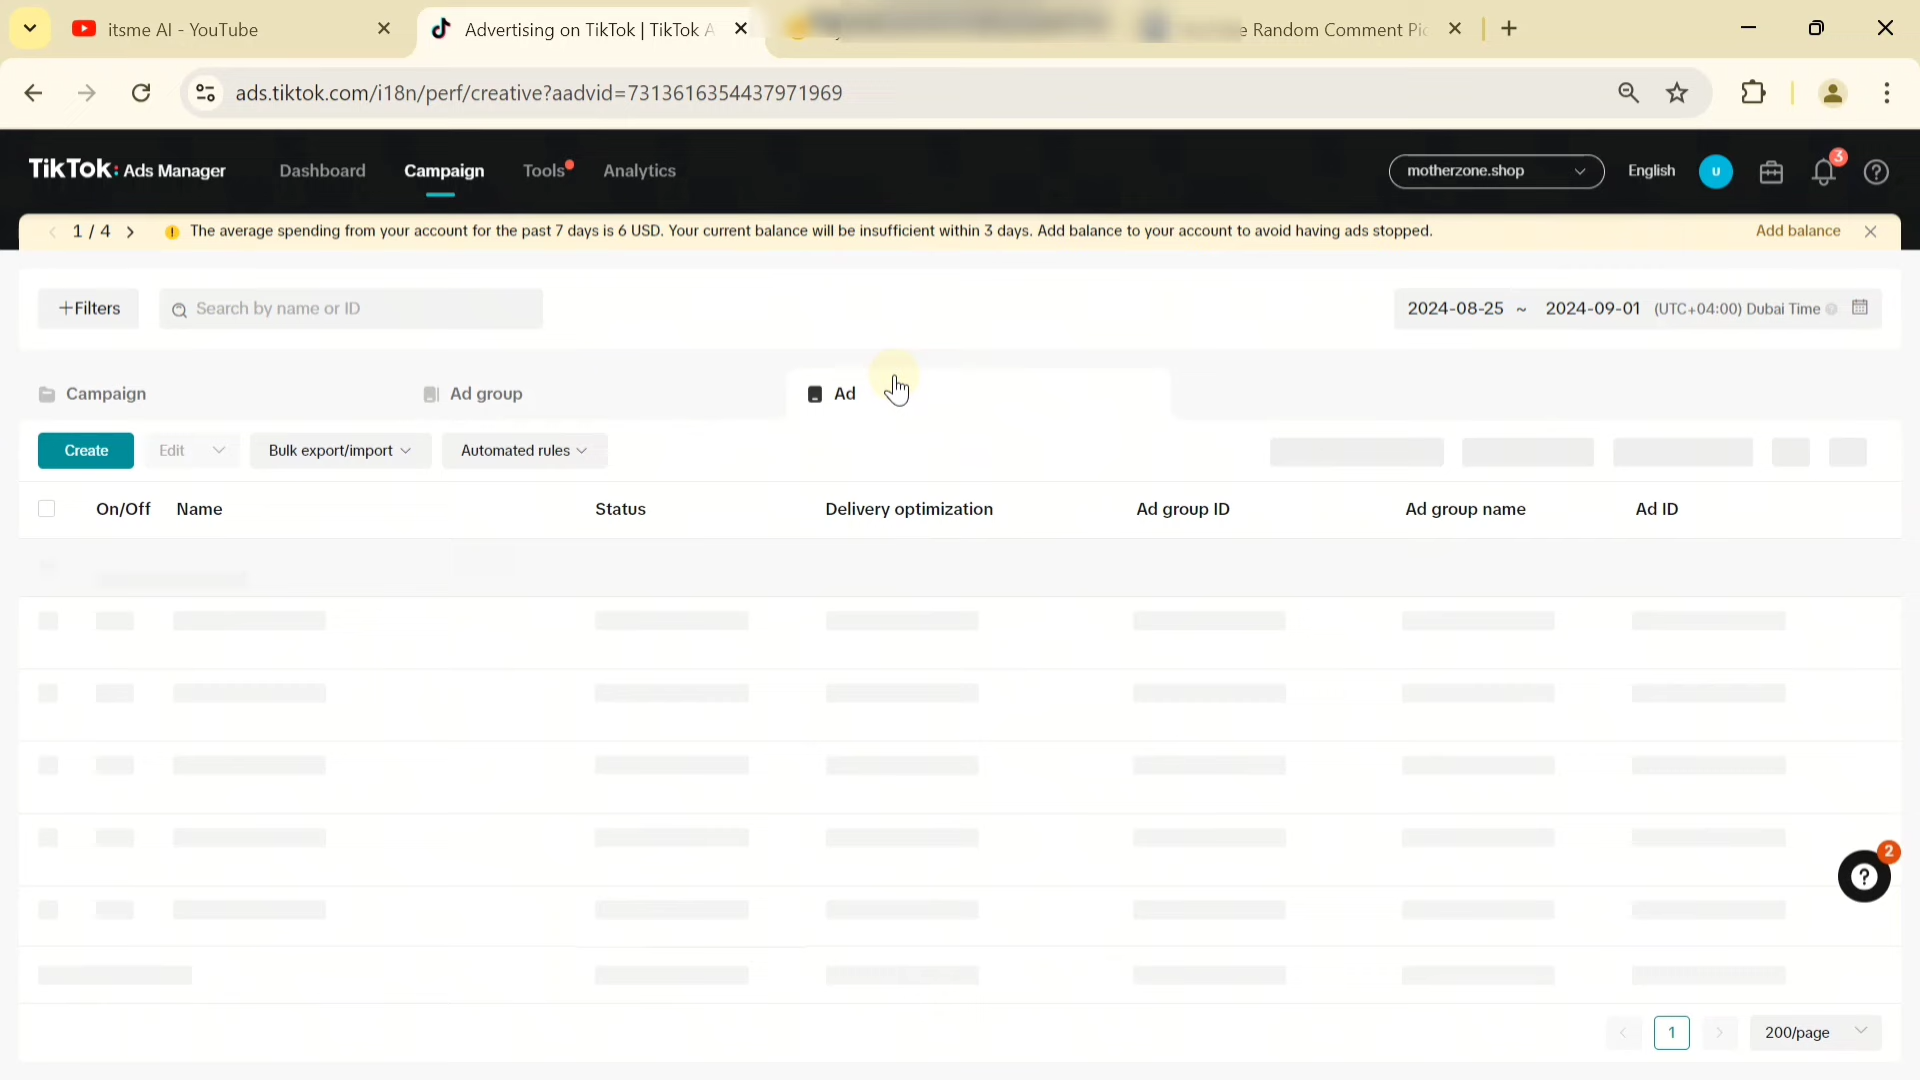 itsme AI - YouTube
Advertising on TikTok | TikTok A
e Random Comment Pic
ads.tiktok.com/i18n/perf/creative?aadvid=7313616354437971969
TikTok: Ads Manager
Dashboard
Campaign
Tools
Analytics
motherzone.shop
English
U
3
1 / 4
The average spending from your account for the past 7 days is 6 USD. Your current balance will be insufficient within 3 days. Add balance to your account to avoid having ads stopped.
Add balance
+Filters
Search by name or ID
2024-08-25 ~ 2024-09-01 (UTC+04:00) Dubai Time
Campaign
Ad group
Ad
Create
Edit
Bulk export/import
Automated rules
On/Off
Name
Status
Delivery optimization
Ad group ID
Ad group name
Ad ID
2
1
200/page